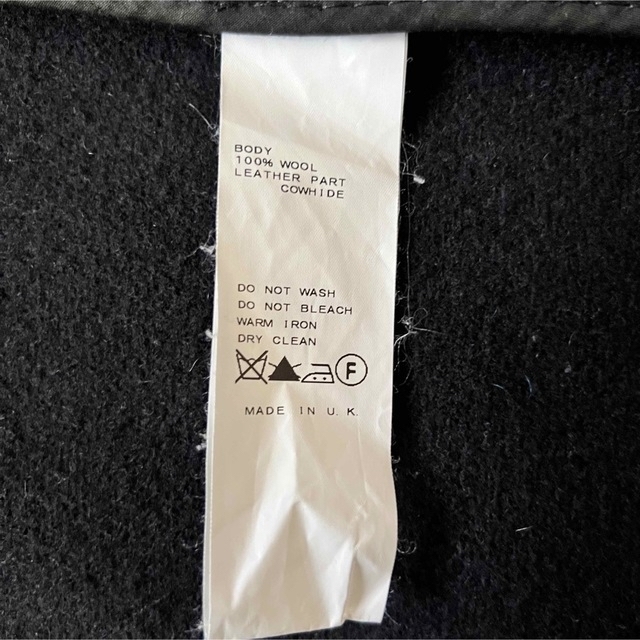 BODY
100% WOOL
LEATHER PART
COWHIDE
DO NOT WASH
DO NOT BLEACH
WARM IRON
DRY CLEAN
F
MADE IN U. K.